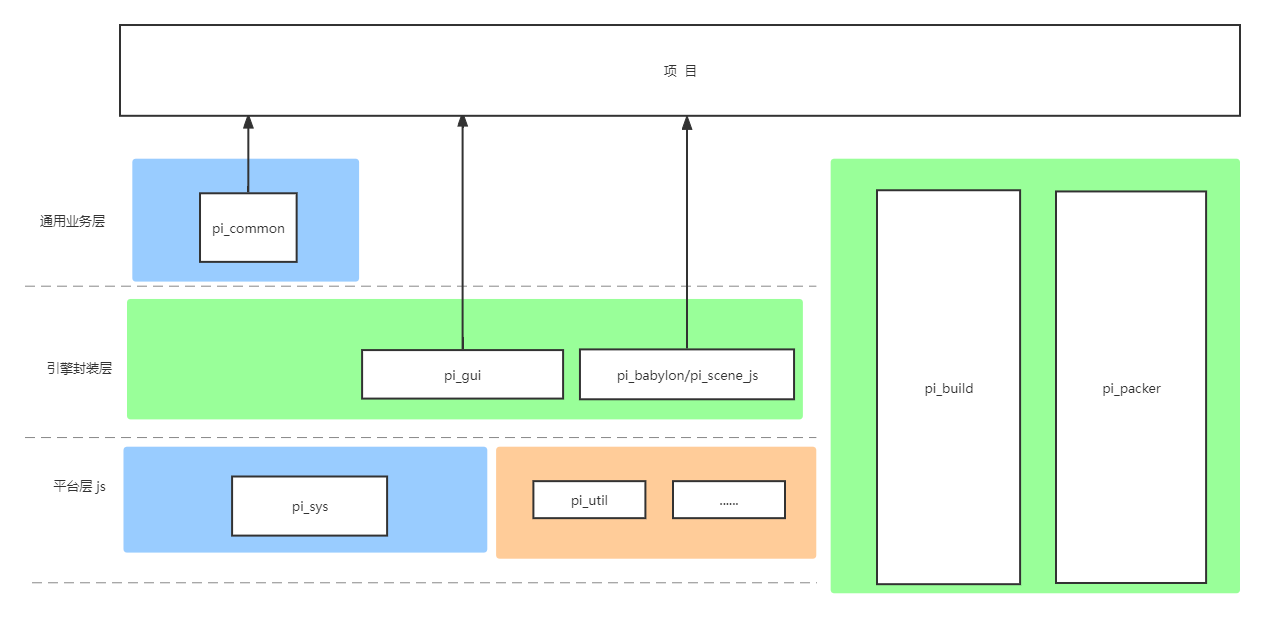 项 目
通用业务层
pi_common
引擎封装层
pi_gui
pi_babylon/pi_scene_js
平台层 js
pi_sys
pi_util
......
pi_build
pi_packer